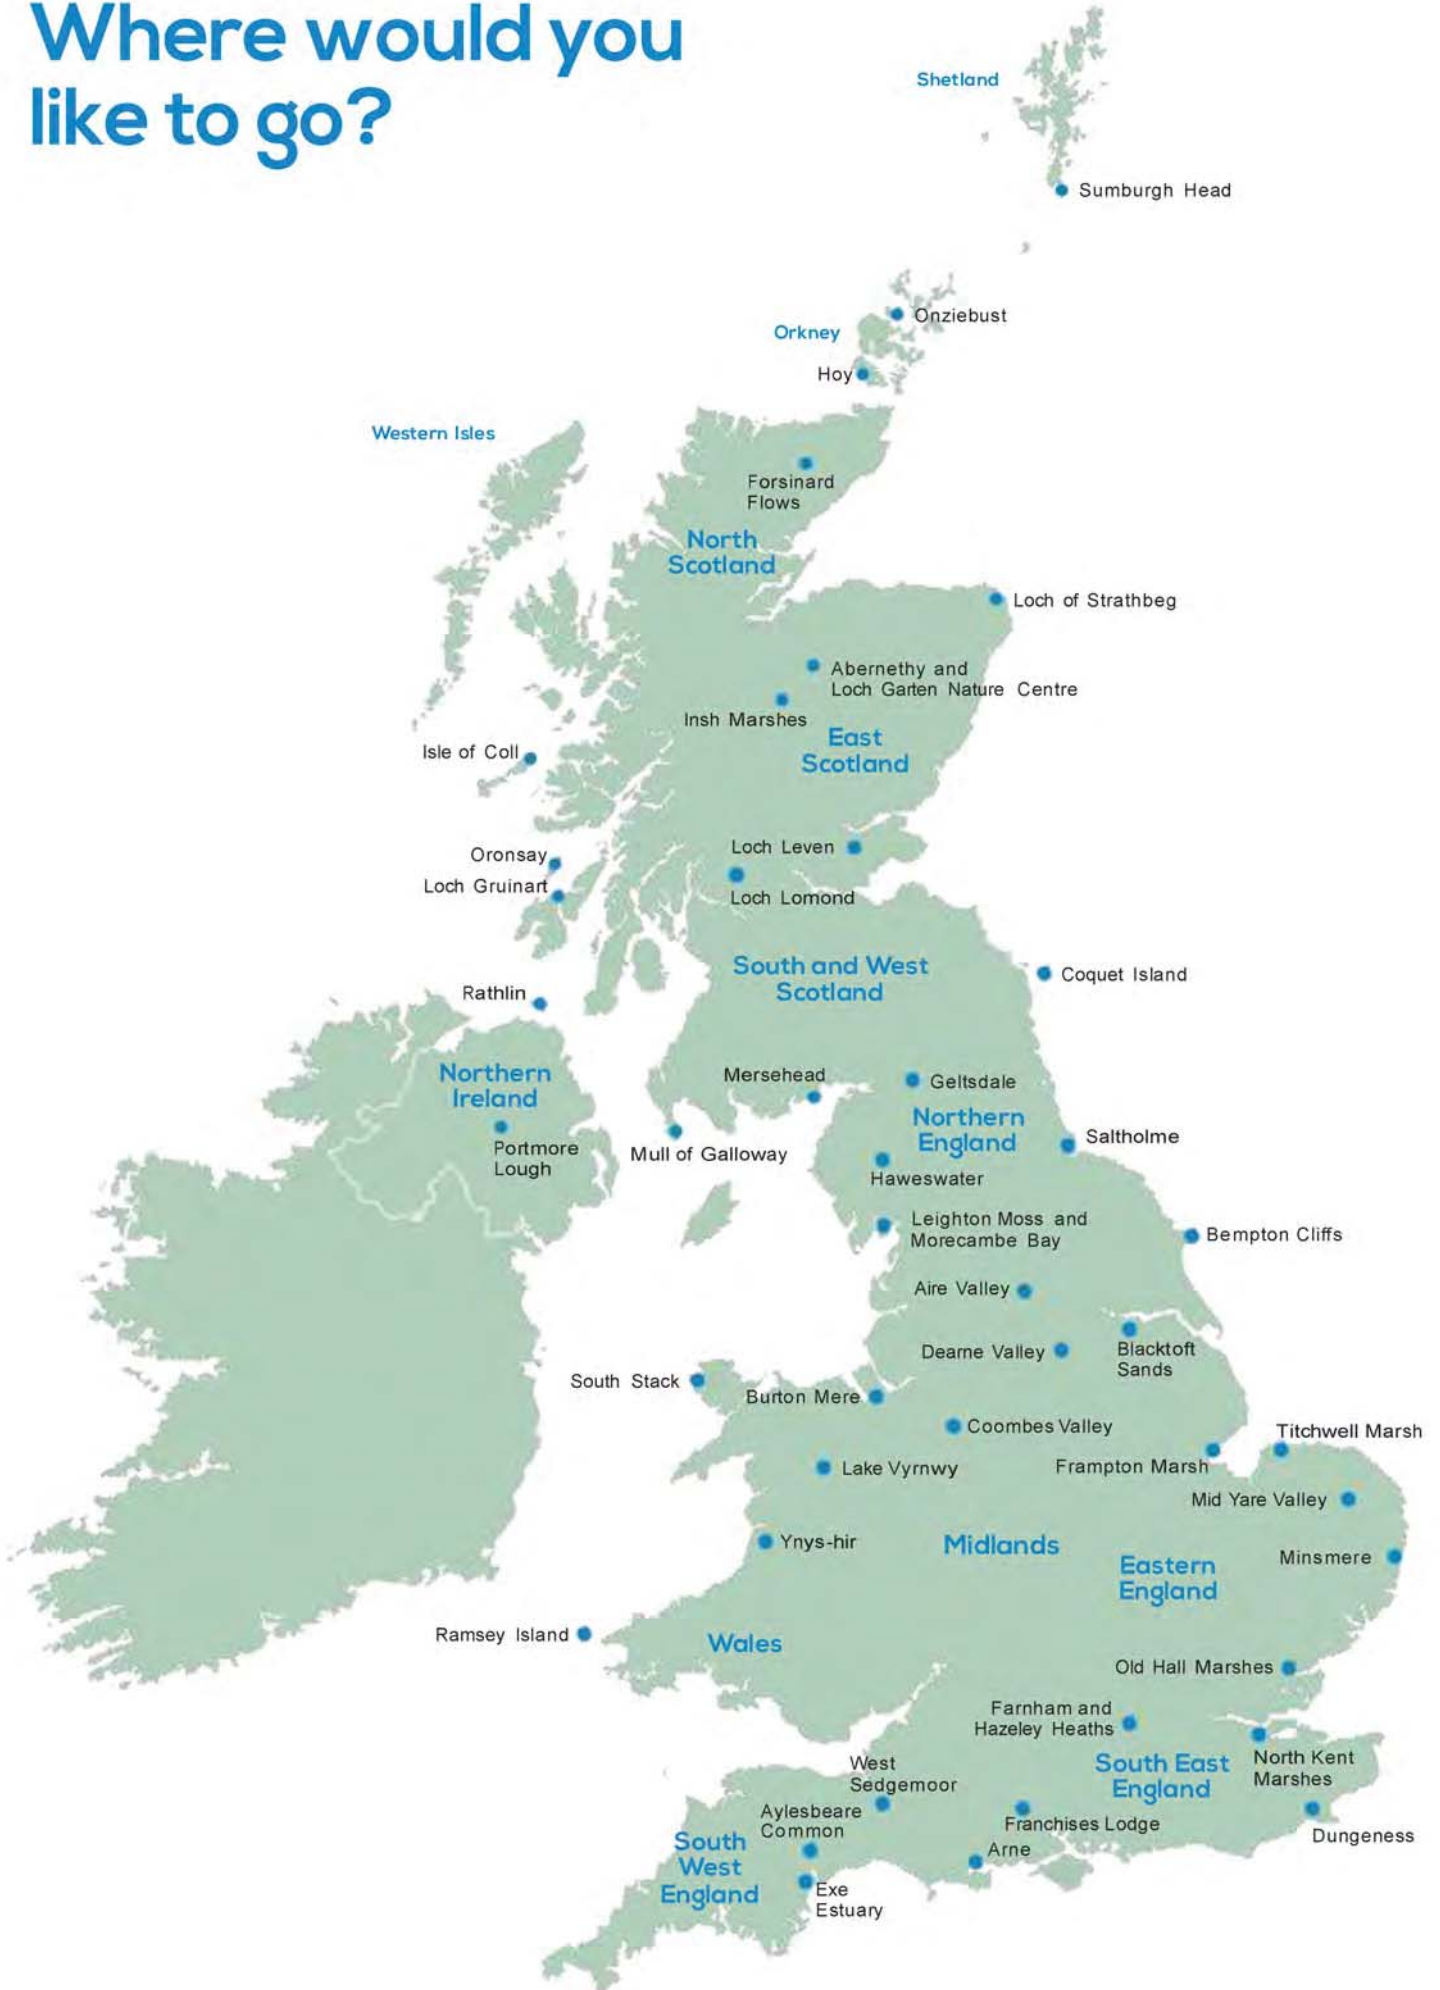 Where would you
like to go?
Shetland
Sumburgh Head
Onziebust
Orkney
Hoy
Western Isles
Forsinard
Flows
North
Scotland
Loch of Strathbeg
Abernethy and
Loch Garten Nature Centre
Insh Marshes
East
Scotland
Isle of Coll
Loch Leven
Oronsay
Loch Gruinart
Loch Lomond
South and West
Scotland
Coquet Island
Rathlin
Northern
Ireland
Mersehead
Geltsdale
Northern
England
Portmore
Lough
Mull of Galloway
Saltholme
Haweswater
Leighton Moss and
Morecambe Bay
Bempton Cliffs
Aire Valley
Dearne Valley
Blacktoft
Sands
South Stack
Burton Mere
Coombes Valley
Titchwell Marsh
Lake Vyrnwy
Frampton Marsh
Mid Yare Valley
Ynys-hir
Midlands
Eastern
England
Minsmere
Ramsey Island
Wales
Old Hall Marshes
Farnham and
Hazeley Heaths
South East
England
North Kent
Marshes
West
Sedgemoor
Aylesbeare
Common
Franchises Lodge
Dungeness
South
West
England
Arne
Exe
Estuary